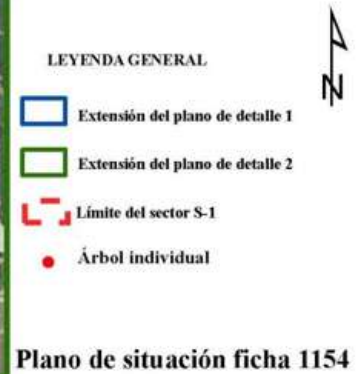 N
LEYENDA GENERAL
Extensión del plano de detalle 1
Extensión del plano de detalle 2
Límite del sector S-1
Árbol individual
Plano de situación ficha 1154